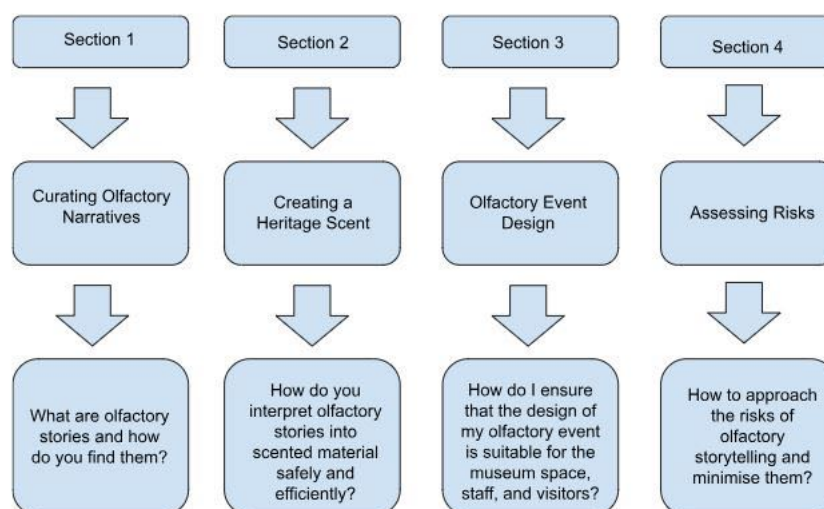 Section 1
Section 2
Section 3
Section 4
Curating Olfactory
Narratives
Creating a
Heritage Scent
Olfactory Event
Design
Assessing Risks
What are olfactory
stories and how
do you find them?
How do you
interpret olfactory
stories into
scented material
safely and
efficiently?
How do I ensure
that the design of
my olfactory event
is suitable for the
museum space,
staff, and visitors?
How to approach
the risks of
olfactory
storytelling and
minimise them?